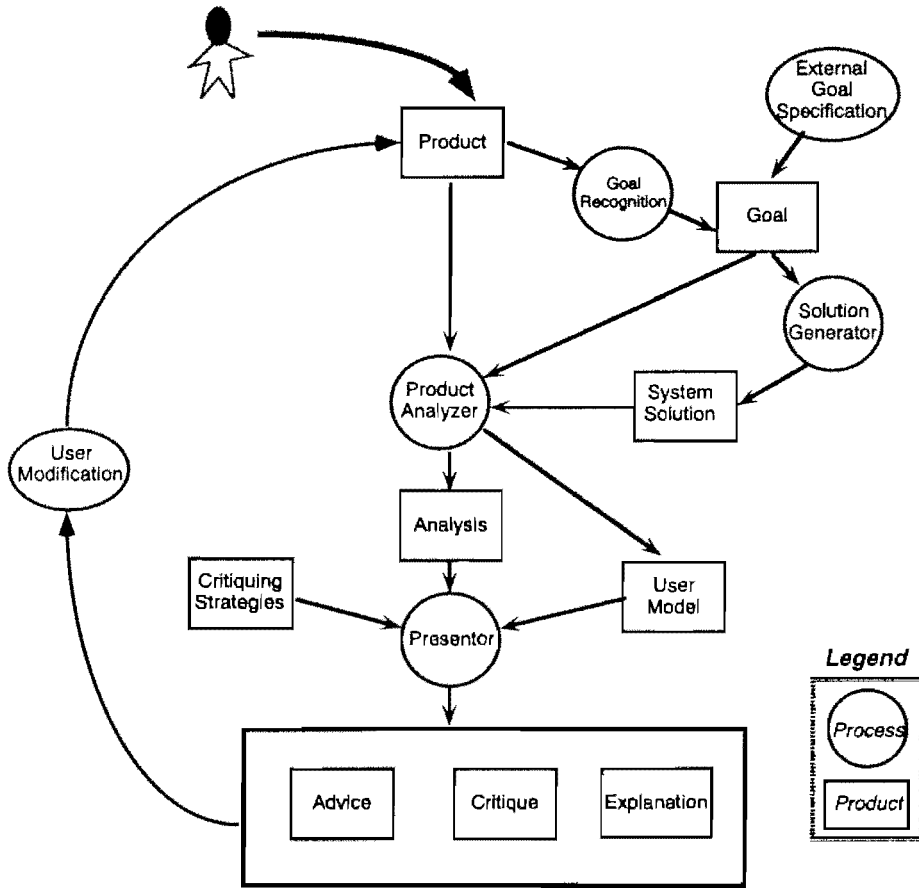 External
Goal
Specification
Product
Goal
Recognition
Goal
Solution
Generator
Product
Analyzer
System
Solution
User
Modification
Analysis
Critiquing
Strategies
User
Model
Presentor
Legend
Process
Product
Advice
Critique
Explanation